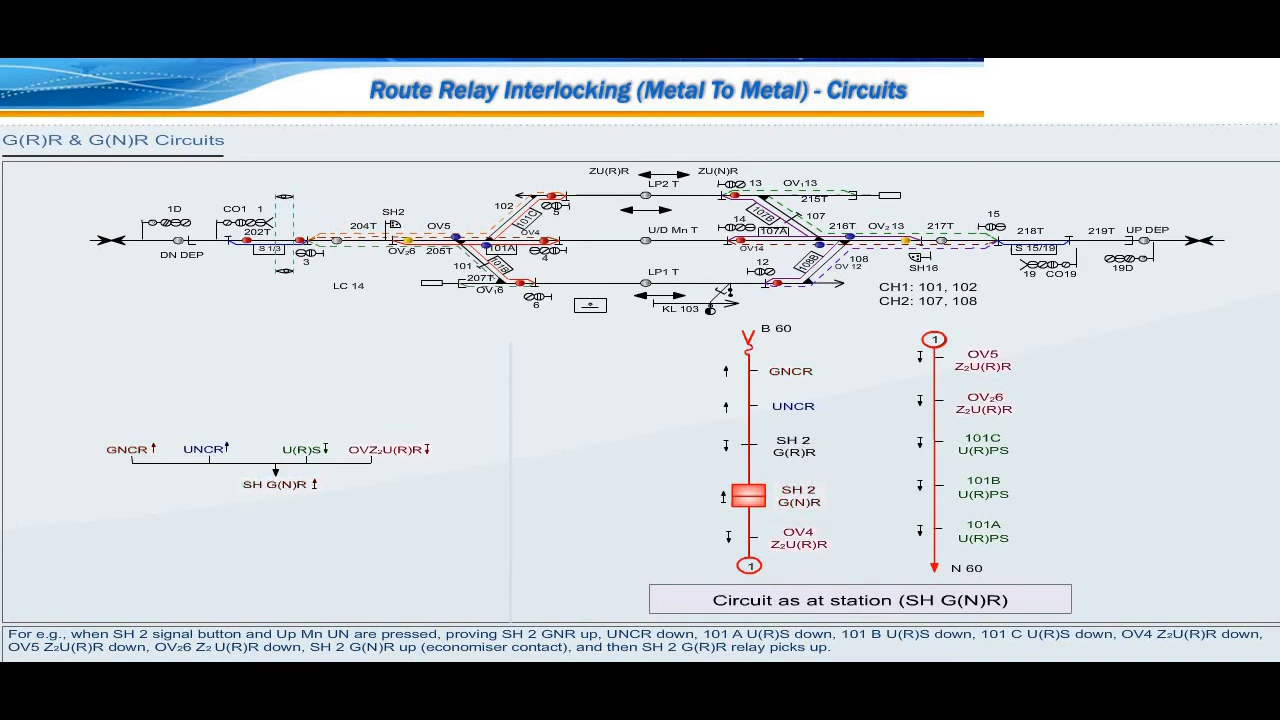 Route Relay Interlocking (Metal To Metal) - Circuits
G(R)R & G(N)R Circuits
ZU(R)R ZU(N)R
LP2 T 13 OV₁13
215T
1D CO1 1 SH2 102 101C 5 107B 107 14 15
202T 204T OV5 OV4 U/D Mn T 107A 216T OV₂13 217T 218T 219T UP DEP
DN DEP S 1/3 3 OV₂6 205T 101A 4 OV14 S 15/19
101 101B 12 108B OV 12 108 SH16 19 CO19 19D
207T LP1 T
LC 14 OV₁6 6 CH1: 101, 102
KL 103 CH2: 107, 108
B 60
GNCR
UNCR
SH 2
G(R)R
SH 2
G(N)R
OV4
Z₂U(R)R
1
1
OV5
Z₂U(R)R
OV₂6
Z₂U(R)R
101C
U(R)PS
101B
U(R)PS
101A
U(R)PS
N 60
GNCR UNCR U(R)S OVZ₂U(R)R
SH G(N)R
Circuit as at station (SH G(N)R)
For e.g., when SH 2 signal button and Up Mn UN are pressed, proving SH 2 GNR up, UNCR down, 101 A U(R)S down, 101 B U(R)S down, 101 C U(R)S down, OV4 Z₂U(R)R down,
OV5 Z₂U(R)R down, OV₂6 Z₂ U(R)R down, SH 2 G(N)R up (economiser contact), and then SH 2 G(R)R relay picks up.